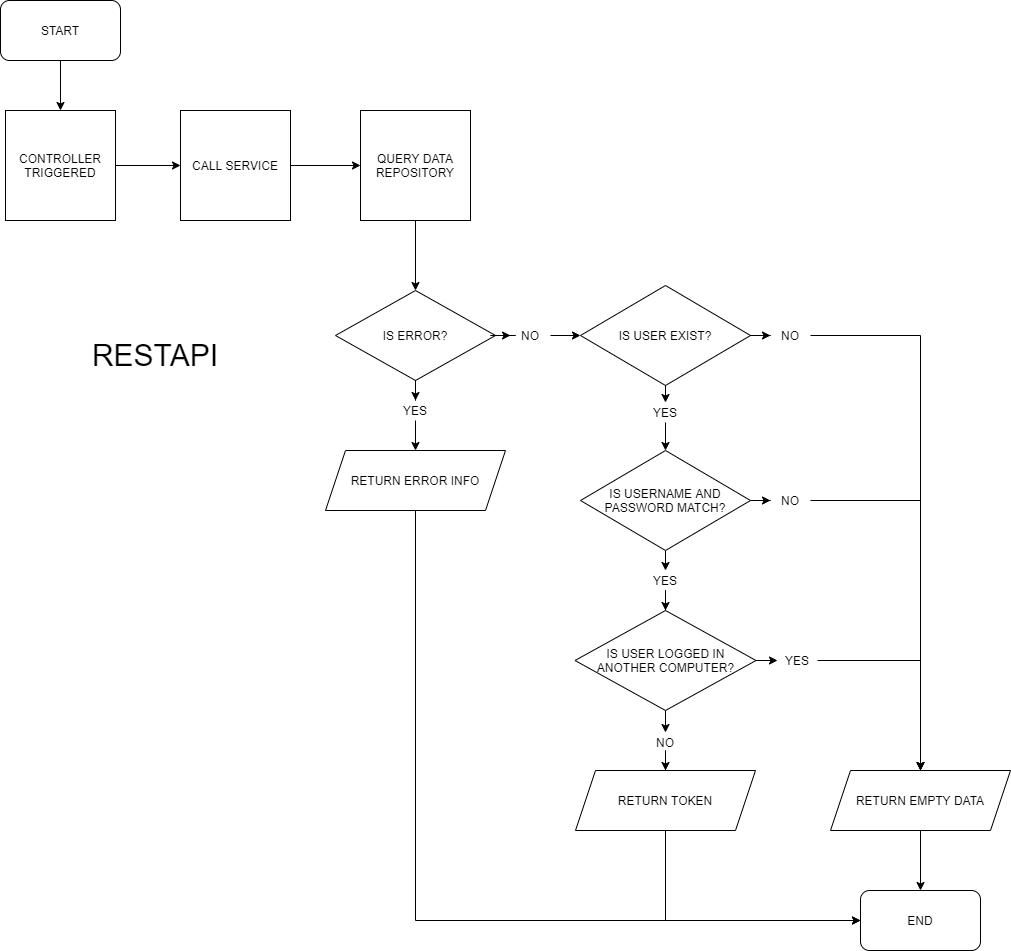 START
CONTROLLER
TRIGGERED
CALL SERVICE
QUERY DATA
REPOSITORY
IS ERROR?
NO
IS USER EXIST?
NO
RESTAPI
YES
YES
RETURN ERROR INFO
IS USERNAME AND
PASSWORD MATCH?
NO
YES
IS USER LOGGED IN
ANOTHER COMPUTER?
YES
NO
RETURN TOKEN
RETURN EMPTY DATA
END